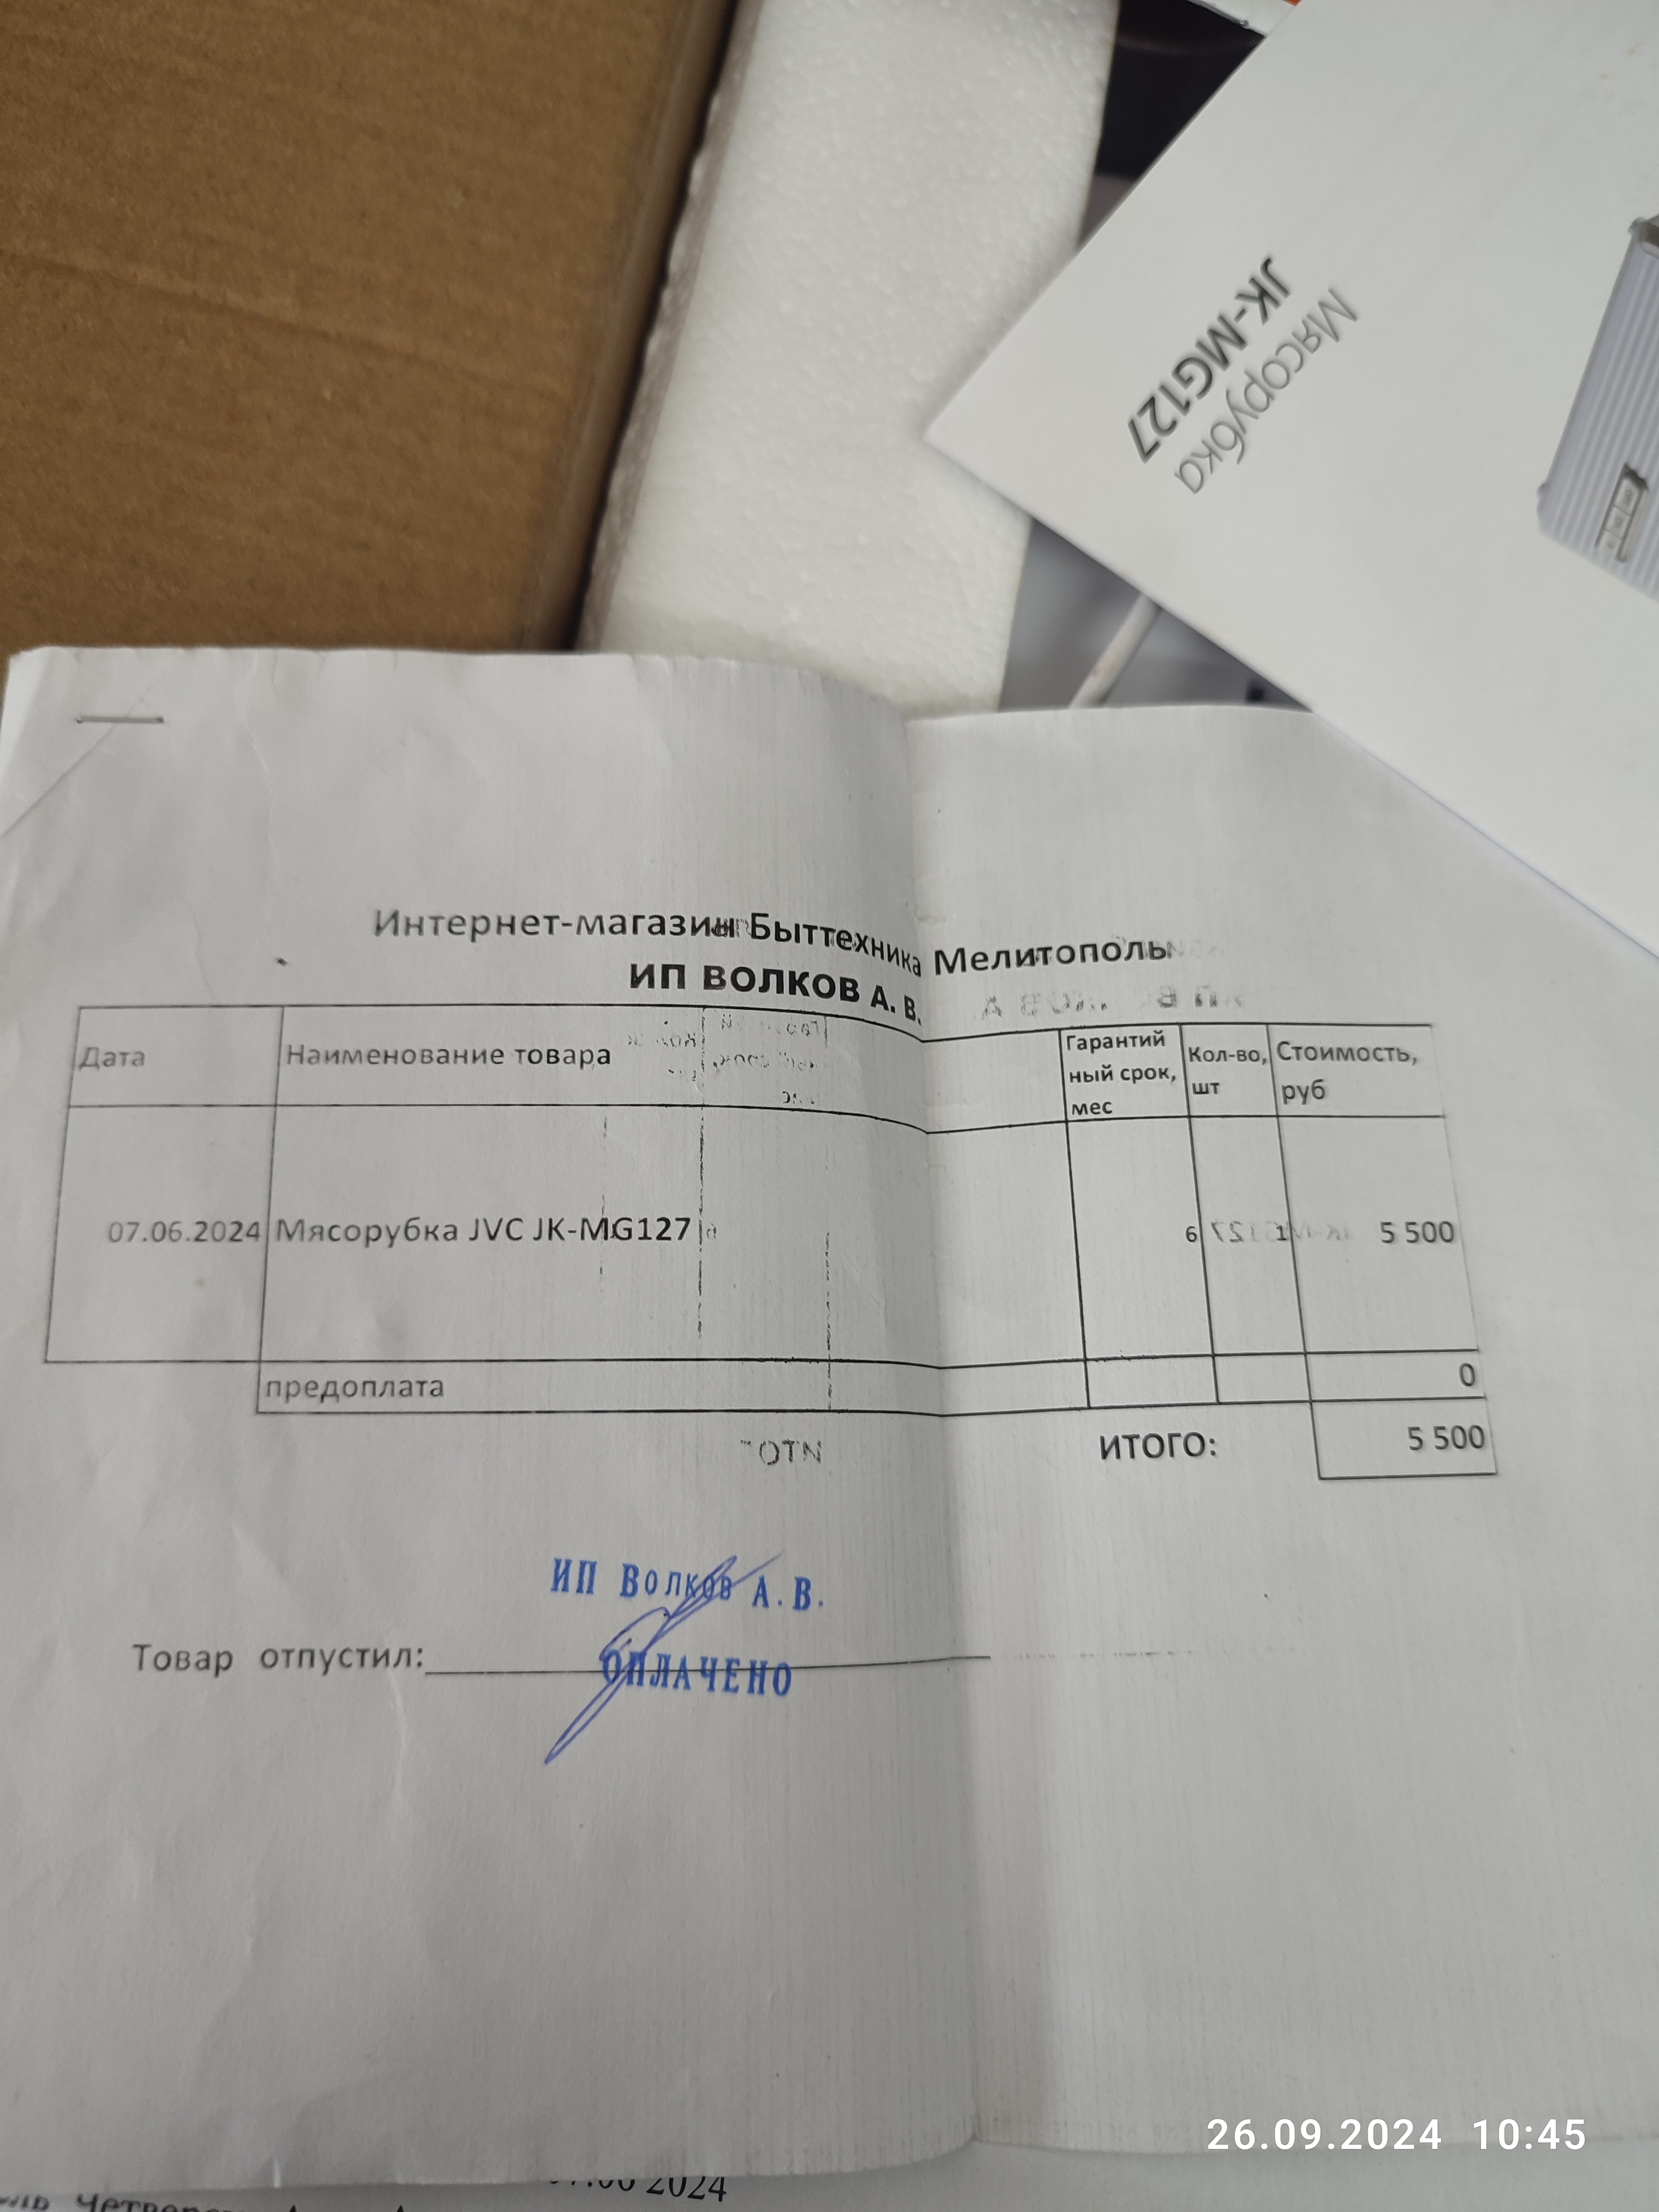 Мясорубка
JK-MG127
Интернет-магазин Быттехника Мелитополь
ИП ВОЛКОВ А. В.
Дата Наименование товара Гарантий ный срок, мес Кол-во, шт Стоимость, руб
07.06.2024 Мясорубка JVC JK-MG127 6 1 5 500
предоплата 0
ИТОГО: 5 500
ИП Волков А.В.
Товар отпустил:
ОПЛАЧЕНО
26.09.2024 10:45
2024